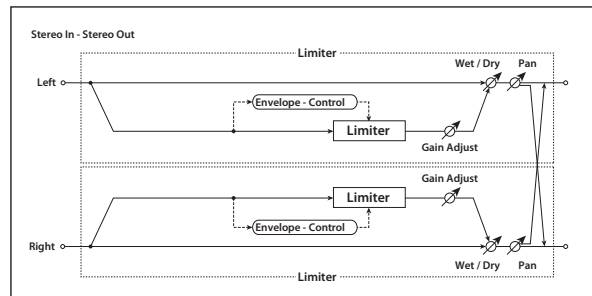 Stereo In - Stereo Out
Limiter
Wet / Dry
Pan
Left
Envelope - Control
Limiter
Gain Adjust
Gain Adjust
Limiter
Envelope - Control
Right
Wet / Dry
Pan
Limiter